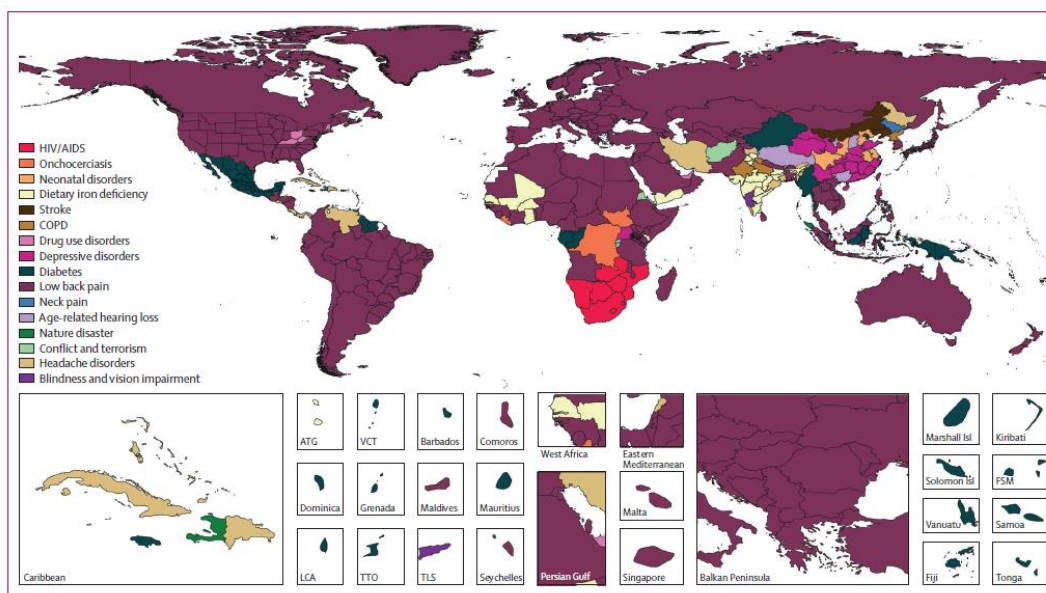 HIV/AIDS
Onchocerciasis
Neonatal disorders
Dietary iron deficiency
Stroke
COPD
Drug use disorders
Depressive disorders
Diabetes
Low back pain
Neck pain
Age-related hearing loss
Nature disaster
Conflict and terrorism
Headache disorders
Blindness and vision impairment
Caribbean
ATG
VCT
Barbados
Comoros
Dominica
Grenada
Maldives
Mauritius
LCA
TTO
TLS
Seychelles
West Africa
Eastern
Mediterranean
Persian Gulf
Malta
Singapore
Balkan Peninsula
Marshall Isl
Kiribati
Solomon Isl
FSM
Vanuatu
Samoa
Fiji
Tonga